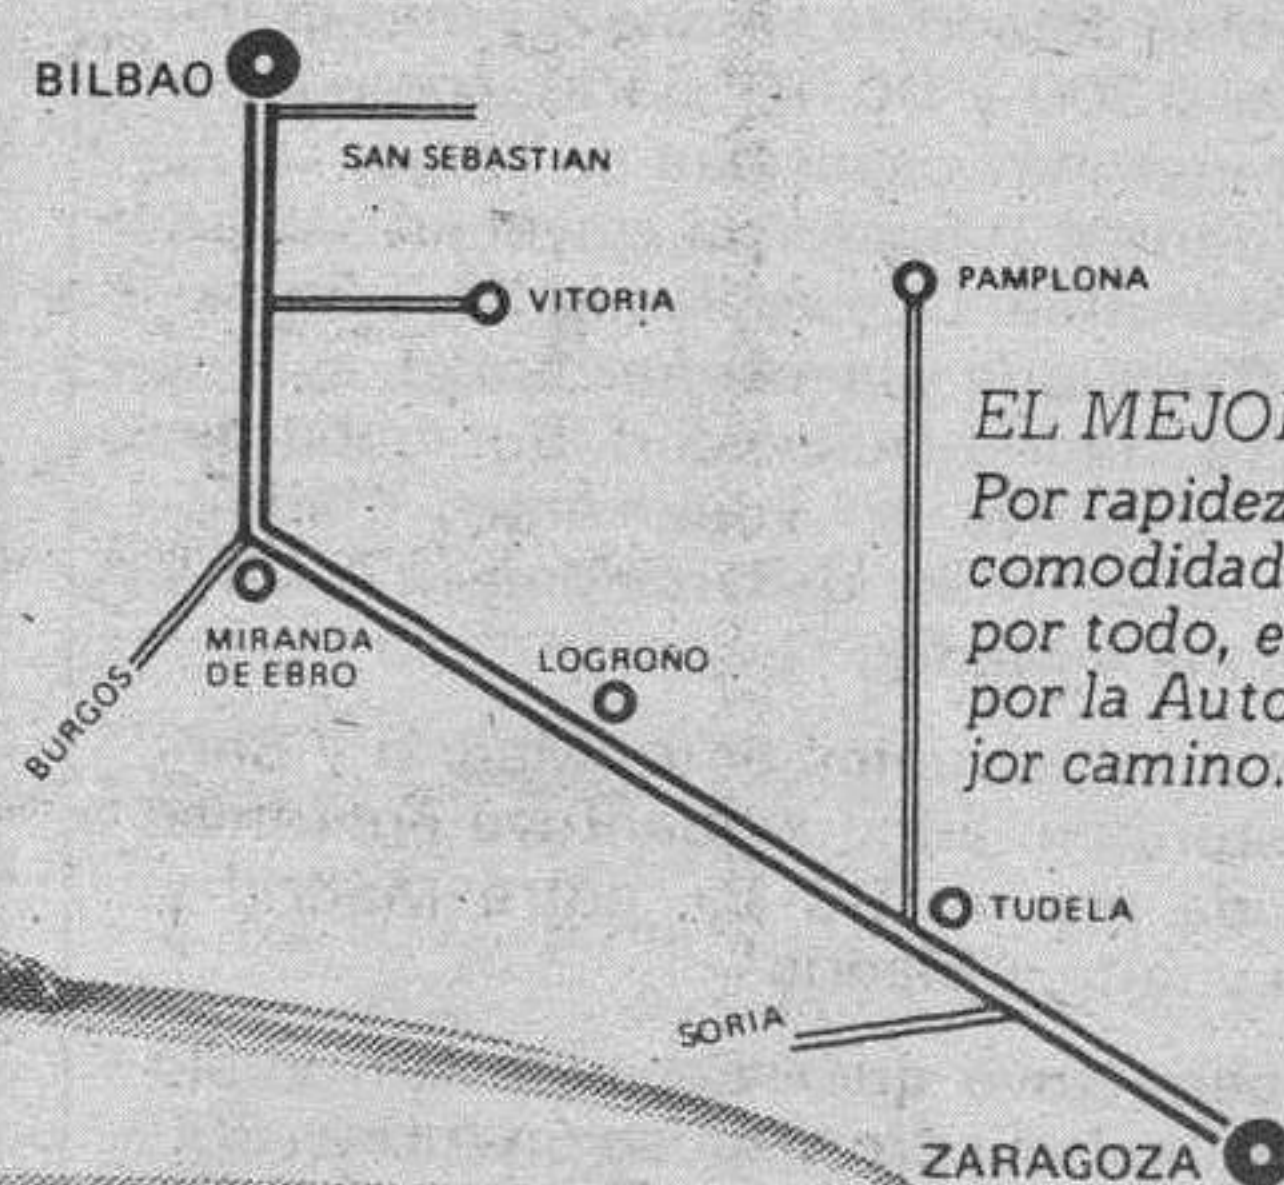 BILBAO
SAN SEBASTIAN
VITORIA
PAMPLONA
EL MEJO
Por rapidez
comodidad
por todo, e
por la Auto
jor camino.
MIRANDA
DE EBRO
LOGROÑO
BURGOS
TUDELA
SORIA
ZARAGOZA